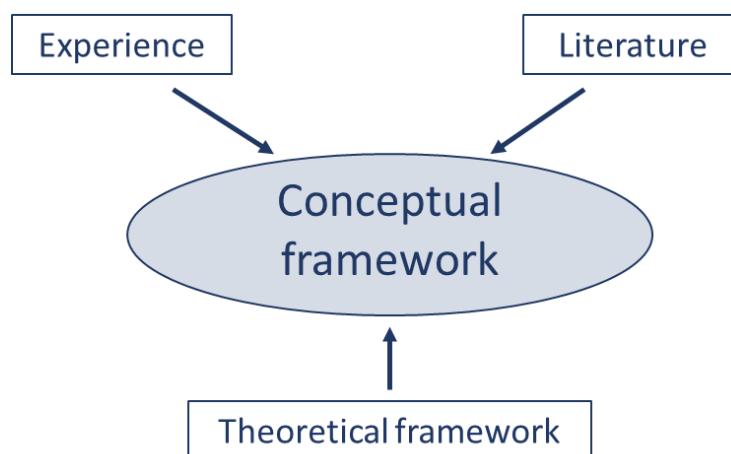 Experience
Literature
Conceptual
framework
Theoretical framework